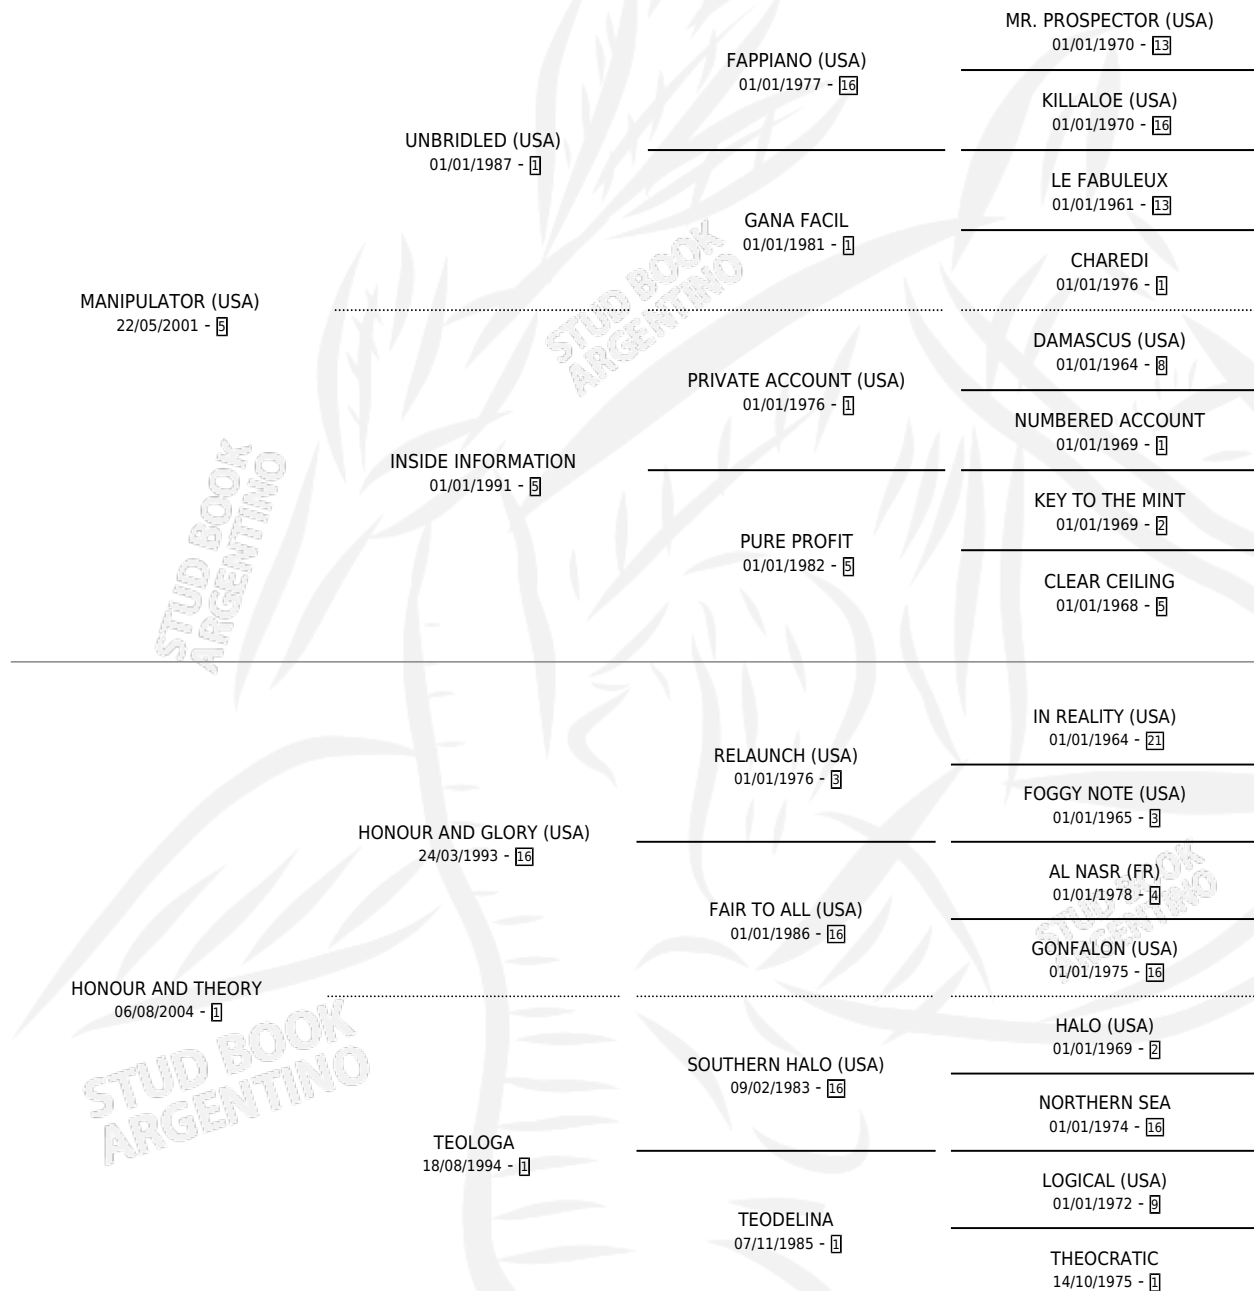 MR. PROSPECTOR (USA)
01/01/1970 - 13
FAPPIANO (USA)
01/01/1977 - 16
KILLALOE (USA)
01/01/1970 - 16
UNBRIDLED (USA)
01/01/1987 - 1
LE FABULEUX
01/01/1961 - 13
GANA FACIL
01/01/1981 - 1
CHAREDI
01/01/1976 - 1
MANIPULATOR (USA)
22/05/2001 - 5
DAMASCUS (USA)
01/01/1964 - 8
PRIVATE ACCOUNT (USA)
01/01/1976 - 1
NUMBERED ACCOUNT
01/01/1969 - 1
INSIDE INFORMATION
01/01/1991 - 5
KEY TO THE MINT
01/01/1969 - 2
PURE PROFIT
01/01/1982 - 5
CLEAR CEILING
01/01/1968 - 5
IN REALITY (USA)
01/01/1964 - 21
RELAUNCH (USA)
01/01/1976 - 3
FOGGY NOTE (USA)
01/01/1965 - 3
HONOUR AND GLORY (USA)
24/03/1993 - 16
AL NASR (FR)
01/01/1978 - 4
FAIR TO ALL (USA)
01/01/1986 - 16
GONFALON (USA)
01/01/1975 - 16
HONOUR AND THEORY
06/08/2004 - 1
HALO (USA)
01/01/1969 - 2
SOUTHERN HALO (USA)
09/02/1983 - 16
NORTHERN SEA
01/01/1974 - 16
TEOLOGA
18/08/1994 - 1
LOGICAL (USA)
01/01/1972 - 9
TEODELINA
07/11/1985 - 1
THEOCRATIC
14/10/1975 - 1
STUD BOOK
ARGENTINO
STUD BOOK
ARGENTINO
STUD BOOK
ARGENTINO
STUD BOOK
ARGENTINO